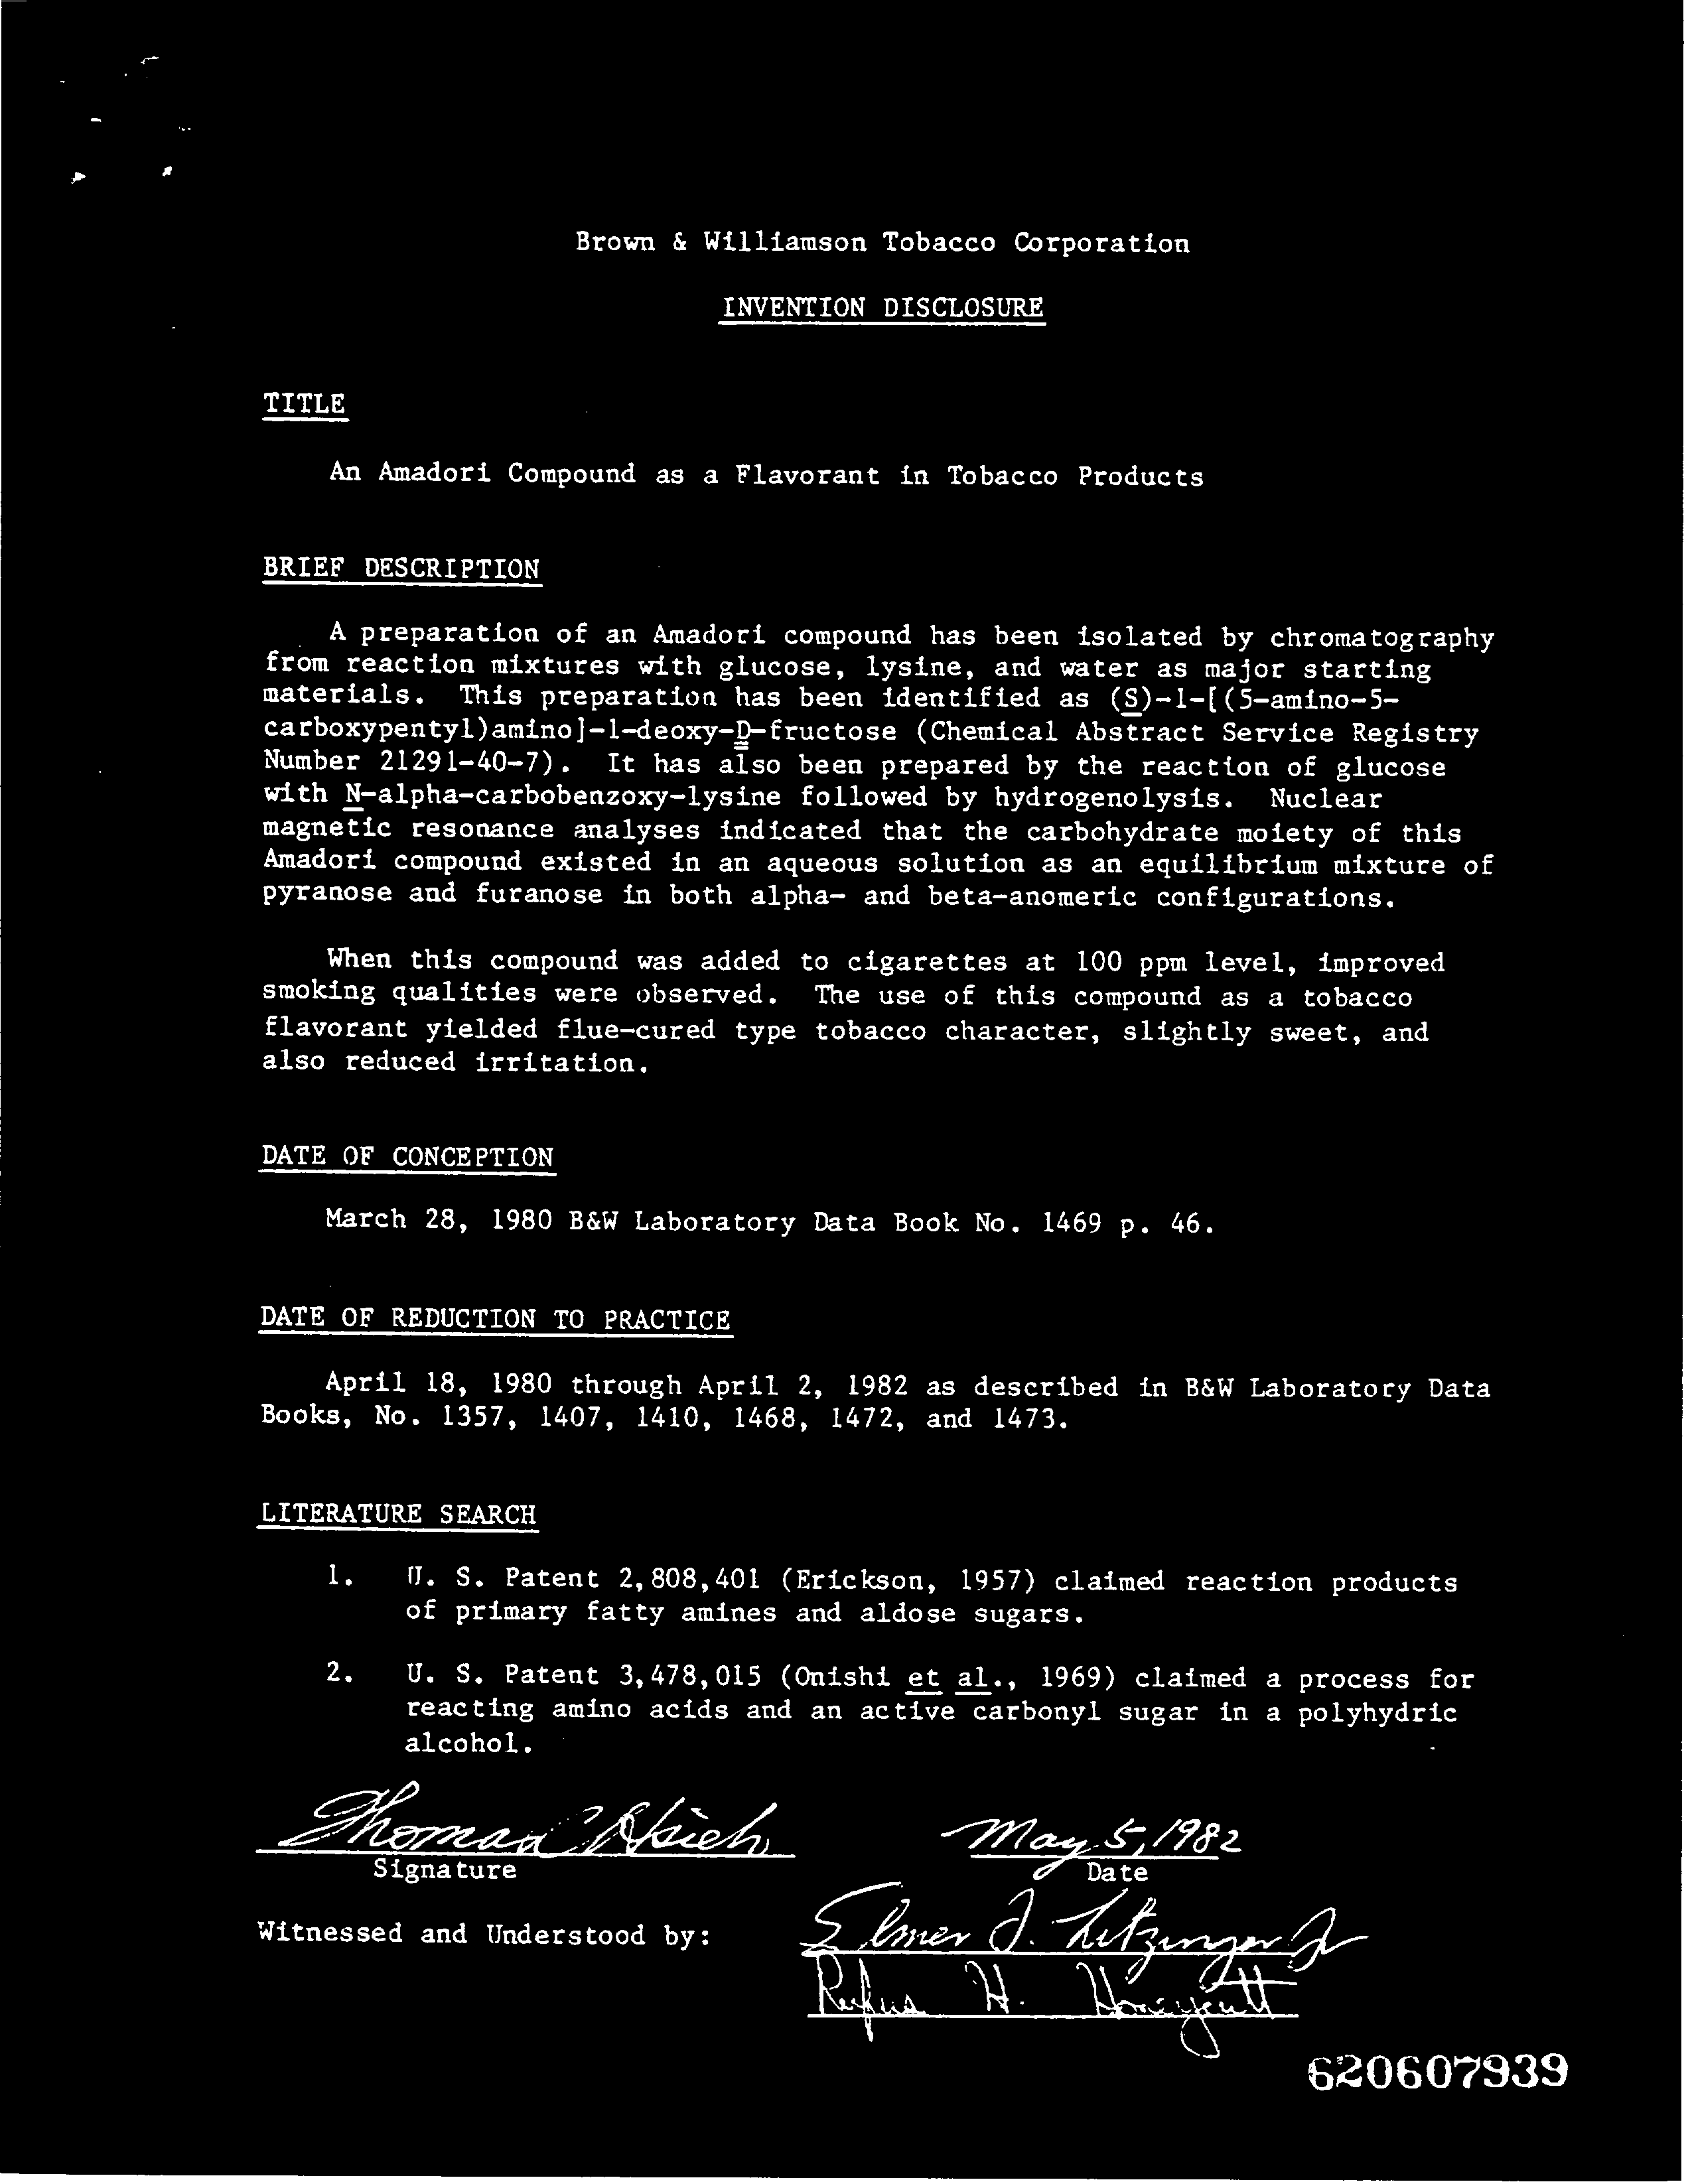 Brown & Williamson Tobacco Corporation
INVENTION DISCLOSURE
TITLE
An Amadori Compound as a Flavorant in Tobacco Products
BRIEF DESCRIPTION
A preparation of an Amadori compound has been isolated by chromatography
from reaction mixtures with glucose, lysine, and water as major starting
materials. This preparation has been identified as (S)-1-[(5-amino-5-
carboxypentyl)amino]-1-deoxy-D-fructose (Chemical Abstract Service Registry
Number 21291-40-7). It has also been prepared by the reaction of glucose
with N-alpha-carbobenzoxy-lysine followed by hydrogenolysis. Nuclear
magnetic resonance analyses indicated that the carbohydrate moiety of this
Amadori compound existed in an aqueous solution as an equilibrium mixture of
pyranose and furanose in both alpha- and beta-anomeric configurations.
When this compound was added to cigarettes at 100 ppm level, improved
smoking qualities were observed. The use of this compound as a tobacco
flavorant yielded flue-cured type tobacco character, slightly sweet, and
also reduced irritation.
DATE OF CONCEPTION
March 28, 1980 B&W Laboratory Data Book No. 1469 p. 46.
DATE OF REDUCTION TO PRACTICE
April 18, 1980 through April 2, 1982 as described in B&W Laboratory Data
Books, No. 1357, 1407, 1410, 1468, 1472, and 1473.
LITERATURE SEARCH
1. U. S. Patent 2,808,401 (Erickson, 1957) claimed reaction products
of primary fatty amines and aldose sugars.
2. U. S. Patent 3,478,015 (Onishi et al., 1969) claimed a process for
reacting amino acids and an active carbonyl sugar in a polyhydric
alcohol.
Thomas Hsieh May 5, 1982
Signature Date
Witnessed and Understood by: Elmer F. Litzinger Jr
Rufus H. Honeycutt
620607939